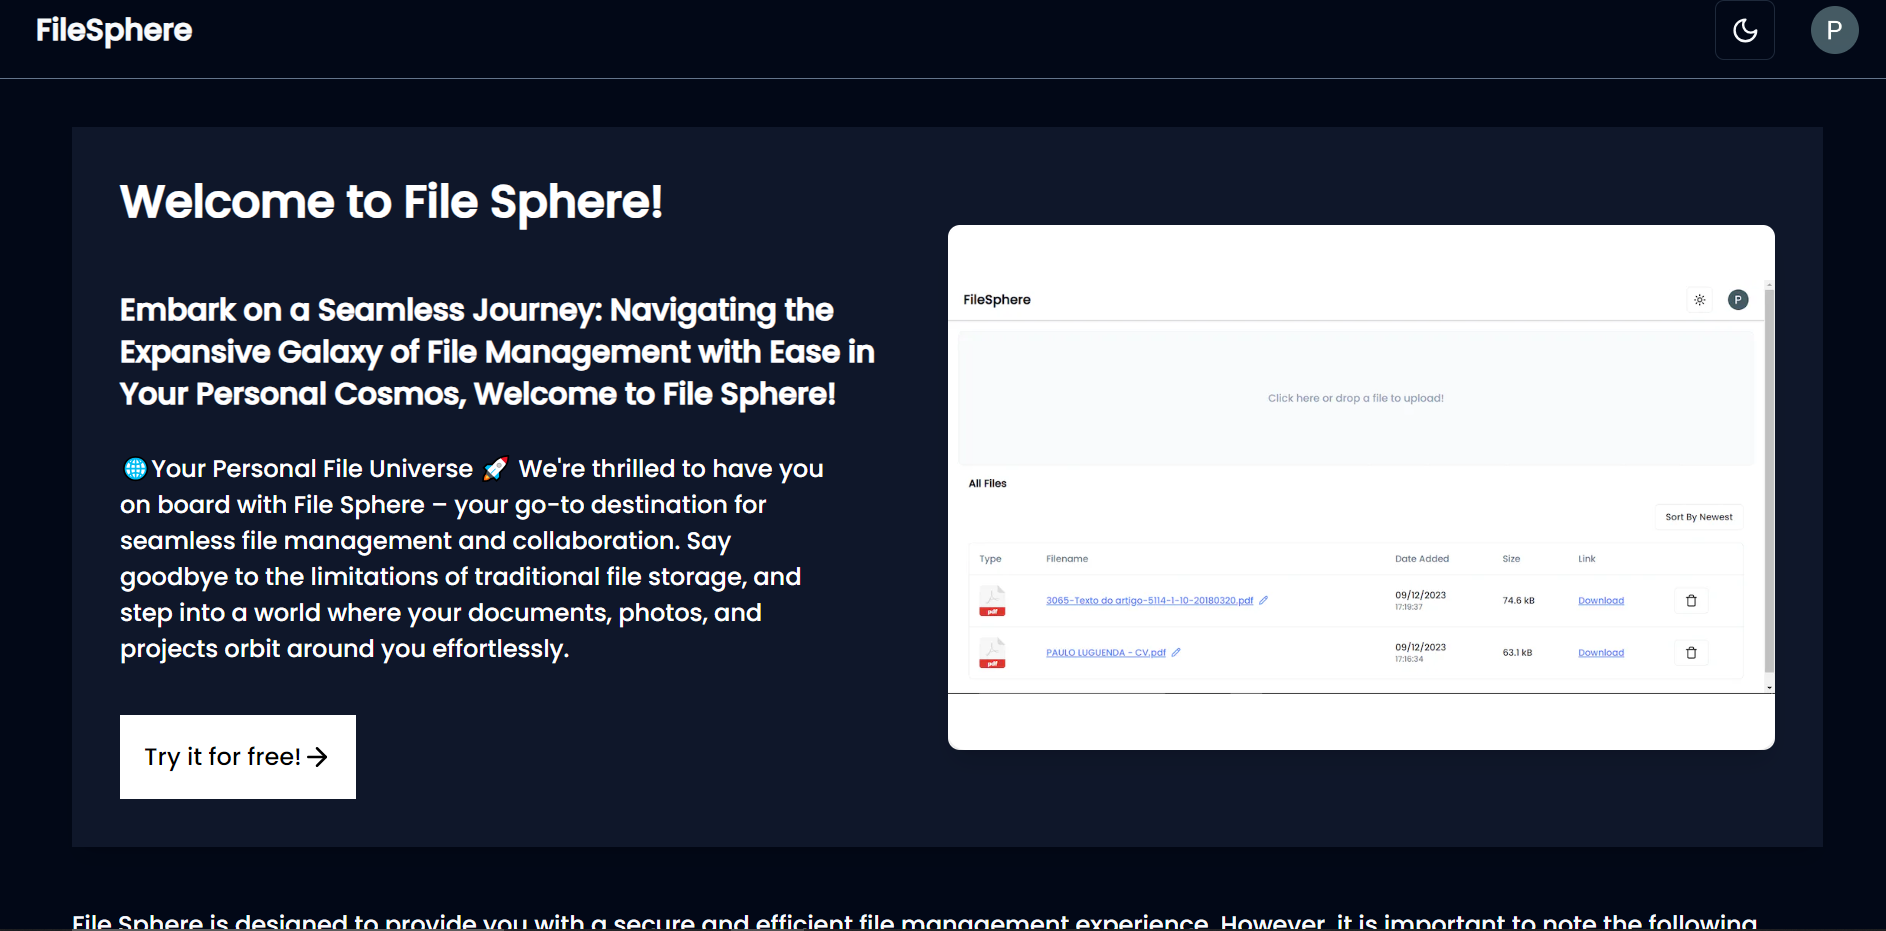 FileSphere
P
Welcome to File Sphere!
Embark on a Seamless Journey: Navigating the
Expansive Galaxy of File Management with Ease in
Your Personal Cosmos, Welcome to File Sphere!
🌐Your Personal File Universe 🚀 We're thrilled to have you
on board with File Sphere – your go-to destination for
seamless file management and collaboration. Say
goodbye to the limitations of traditional file storage, and
step into a world where your documents, photos, and
projects orbit around you effortlessly.
Try it for free!
FileSphere
P
Click here or drop a file to upload!
All Files
Sort By Newest
Type Filename Date Added Size Link
pdf 3065-Texto do artigo-5114-1-10-20180320.pdf 09/12/2023 74.6 kB Download
17:19:37
pdf PAULO LUGUENDA - CV.pdf 09/12/2023 63.1 kB Download
17:16:34
File Sphere is designed to provide you with a secure and efficient file management experience. However, it is important to note the following